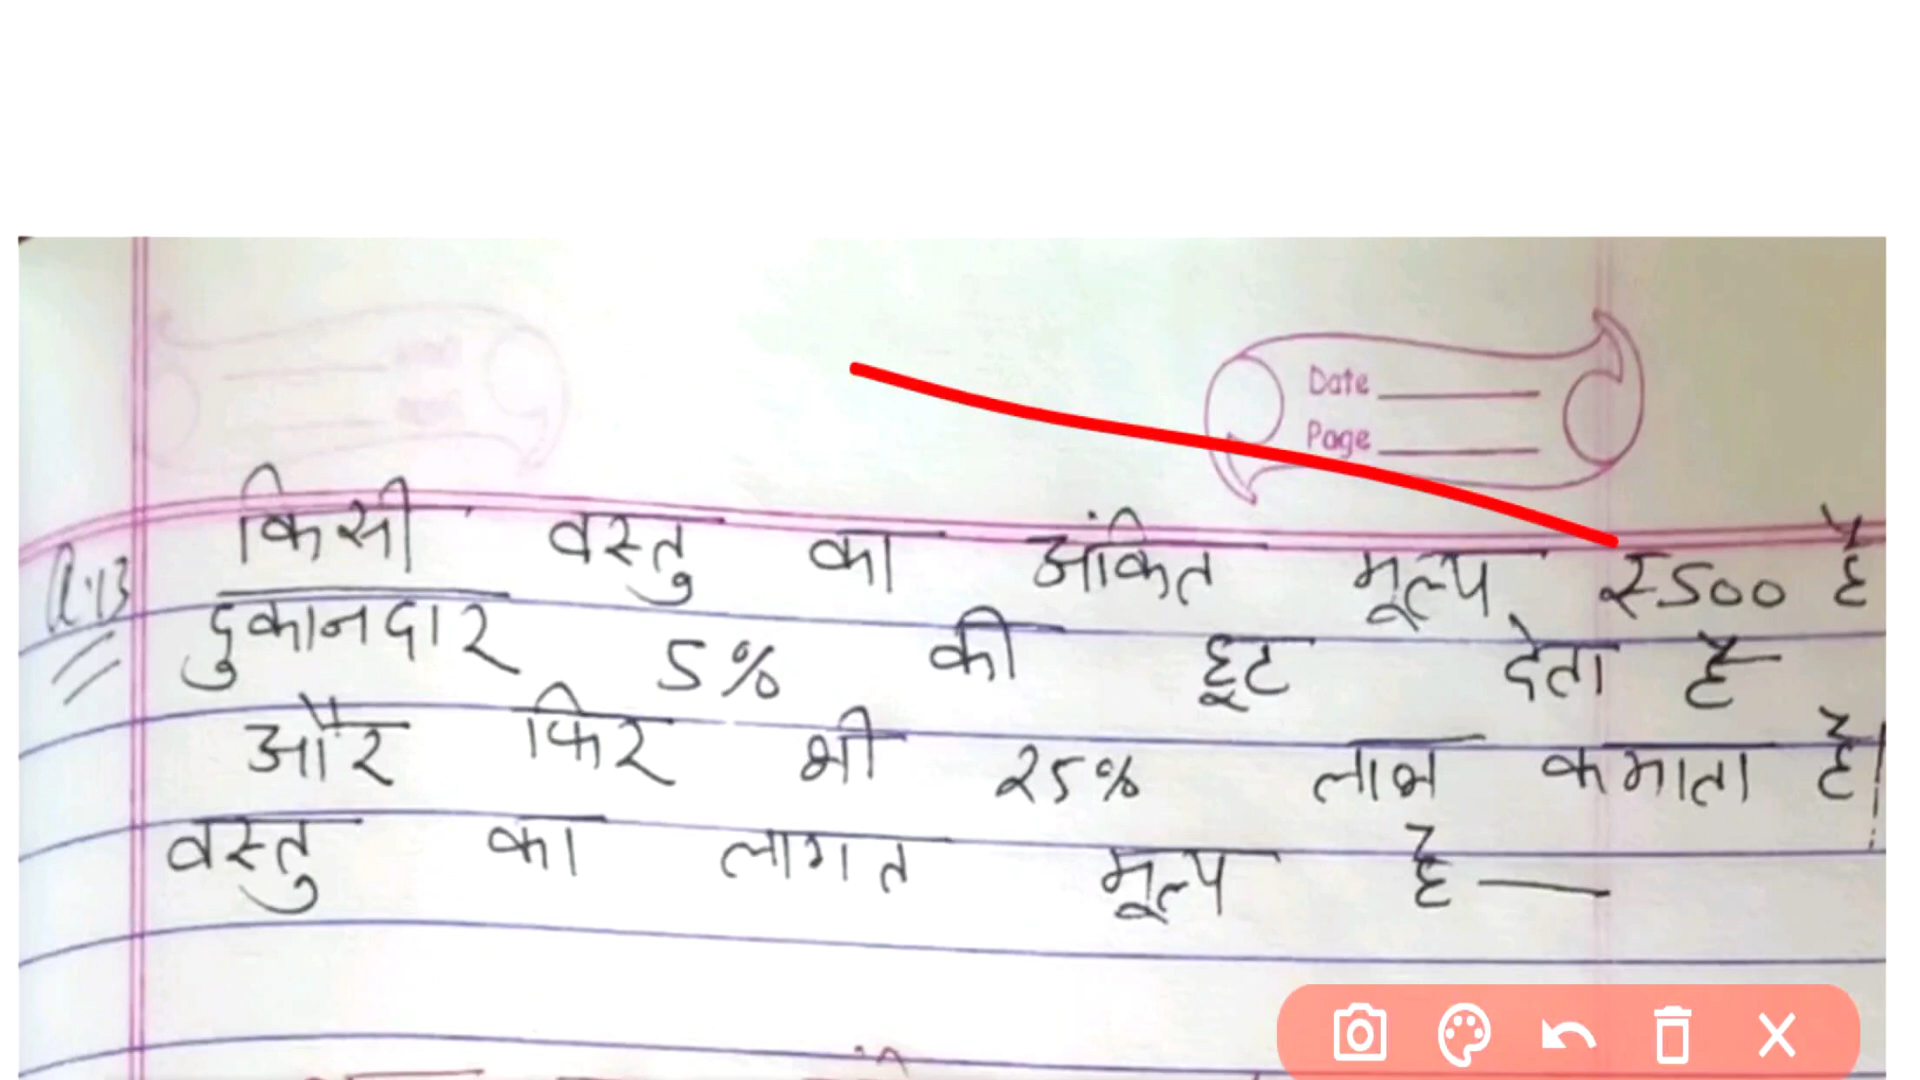 Date
Page
Q.13 किसी वस्तु का अंकित मूल्य ₹500 है
दुकानदार 5% की छूट देता है
और फिर भी 25% लाभ कमाता है।
वस्तु का लागत मूल्य है —